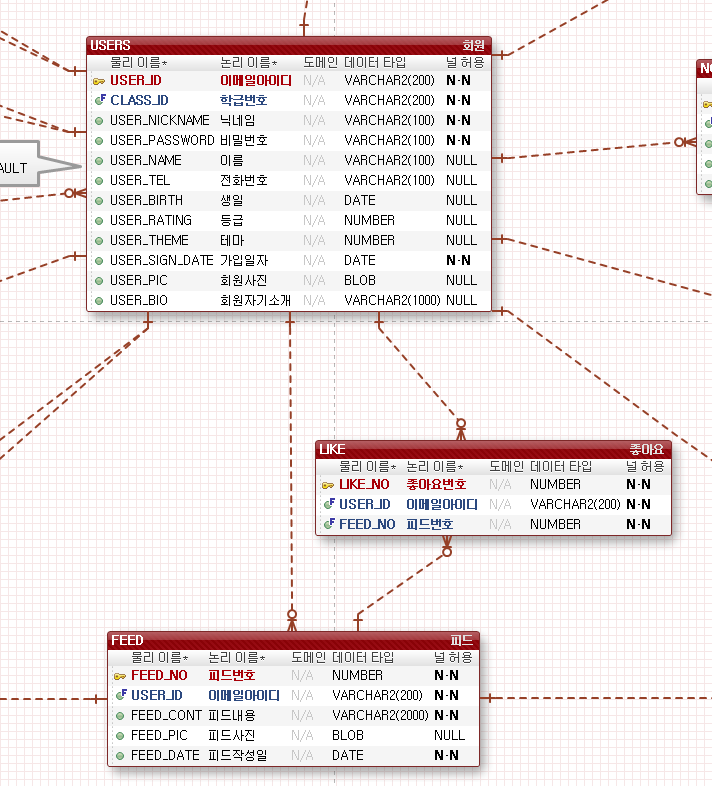 USERS 회원
물리 이름* 논리 이름* 도메인 데이터 타입 널 허용
USER_ID 이메일아이디 N/A VARCHAR2(200) N·N
CLASS_ID 학급번호 N/A VARCHAR2(200) N·N
USER_NICKNAME 닉네임 N/A VARCHAR2(100) N·N
USER_PASSWORD 비밀번호 N/A VARCHAR2(100) N·N
USER_NAME 이름 N/A VARCHAR2(100) NULL
USER_TEL 전화번호 N/A VARCHAR2(100) NULL
USER_BIRTH 생일 N/A DATE NULL
USER_RATING 등급 N/A NUMBER NULL
USER_THEME 테마 N/A NUMBER NULL
USER_SIGN_DATE 가입일자 N/A DATE N·N
USER_PIC 회원사진 N/A BLOB NULL
USER_BIO 회원자기소개 N/A VARCHAR2(1000) NULL
AULT
LIKE 좋아요
물리 이름* 논리 이름* 도메인 데이터 타입 널 허용
LIKE_NO 좋아요번호 N/A NUMBER N·N
USER_ID 이메일아이디 N/A VARCHAR2(200) N·N
FEED_NO 피드번호 N/A NUMBER N·N
FEED 피드
물리 이름* 논리 이름* 도메인 데이터 타입 널 허용
FEED_NO 피드번호 N/A NUMBER N·N
USER_ID 이메일아이디 N/A VARCHAR2(200) N·N
FEED_CONT 피드내용 N/A VARCHAR2(2000) N·N
FEED_PIC 피드사진 N/A BLOB NULL
FEED_DATE 피드작성일 N/A DATE N·N